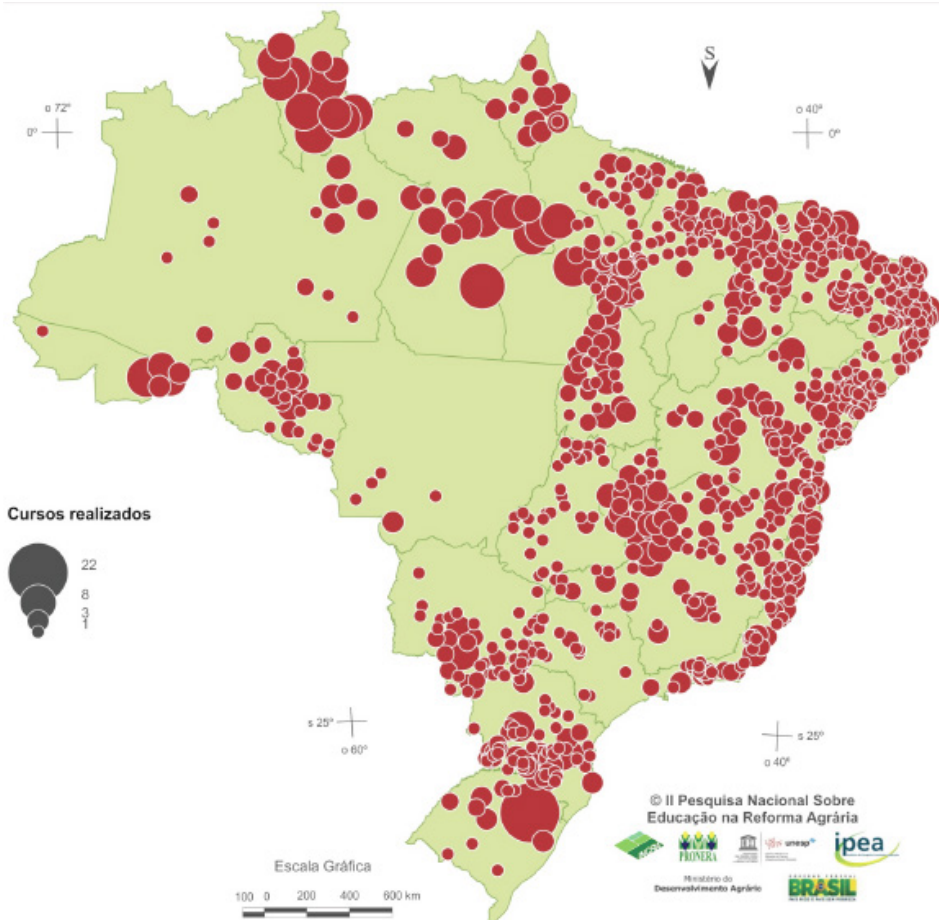 S
o 72°
0°
o 40°
0°
Cursos realizados
22
8
3
1
s 25°
o 60°
s 25°
o 40°
© II Pesquisa Nacional Sobre
Educação na Reforma Agrária
PRONERA
unesp
ipea
Ministério do
Desenvolvimento Agrário
BRASIL
Escala Gráfica
100 0 200 400 600 km